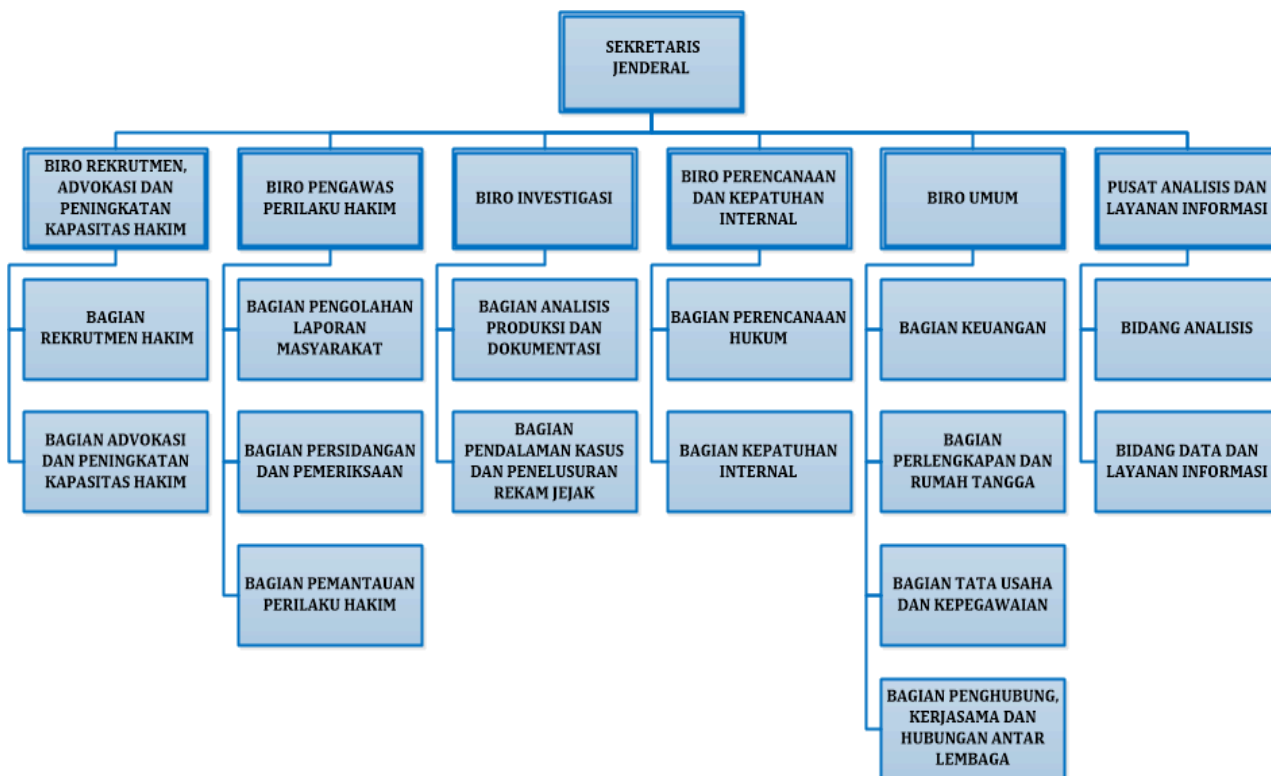 SEKRETARIS
JENDERAL
BIRO REKRUTMEN,
ADVOKASI DAN
PENINGKATAN
KAPASITAS HAKIM
BIRO PENGAWAS
PERILAKU HAKIM
BIRO INVESTIGASI
BIRO PERENCANAAN
DAN KEPATUHAN
INTERNAL
BIRO UMUM
PUSAT ANALISIS DAN
LAYANAN INFORMASI
BAGIAN
REKRUTMEN HAKIM
BAGIAN PENGOLAHAN
LAPORAN
MASYARAKAT
BAGIAN ANALISIS
PRODUKSI DAN
DOKUMENTASI
BAGIAN PERENCANAAN
HUKUM
BAGIAN KEUANGAN
BIDANG ANALISIS
BAGIAN ADVOKASI
DAN PENINGKATAN
KAPASITAS HAKIM
BAGIAN PERSIDANGAN
DAN PEMERIKSAAN
BAGIAN
PENDALAMAN KASUS
DAN PENELUSURAN
REKAM JEJAK
BAGIAN KEPATUHAN
INTERNAL
BAGIAN
PERLENGKAPAN DAN
RUMAH TANGGA
BIDANG DATA DAN
LAYANAN INFORMASI
BAGIAN PEMANTAUAN
PERILAKU HAKIM
BAGIAN TATA USAHA
DAN KEPEGAWAIAN
BAGIAN PENGHUBUNG,
KERJASAMA DAN
HUBUNGAN ANTAR
LEMBAGA